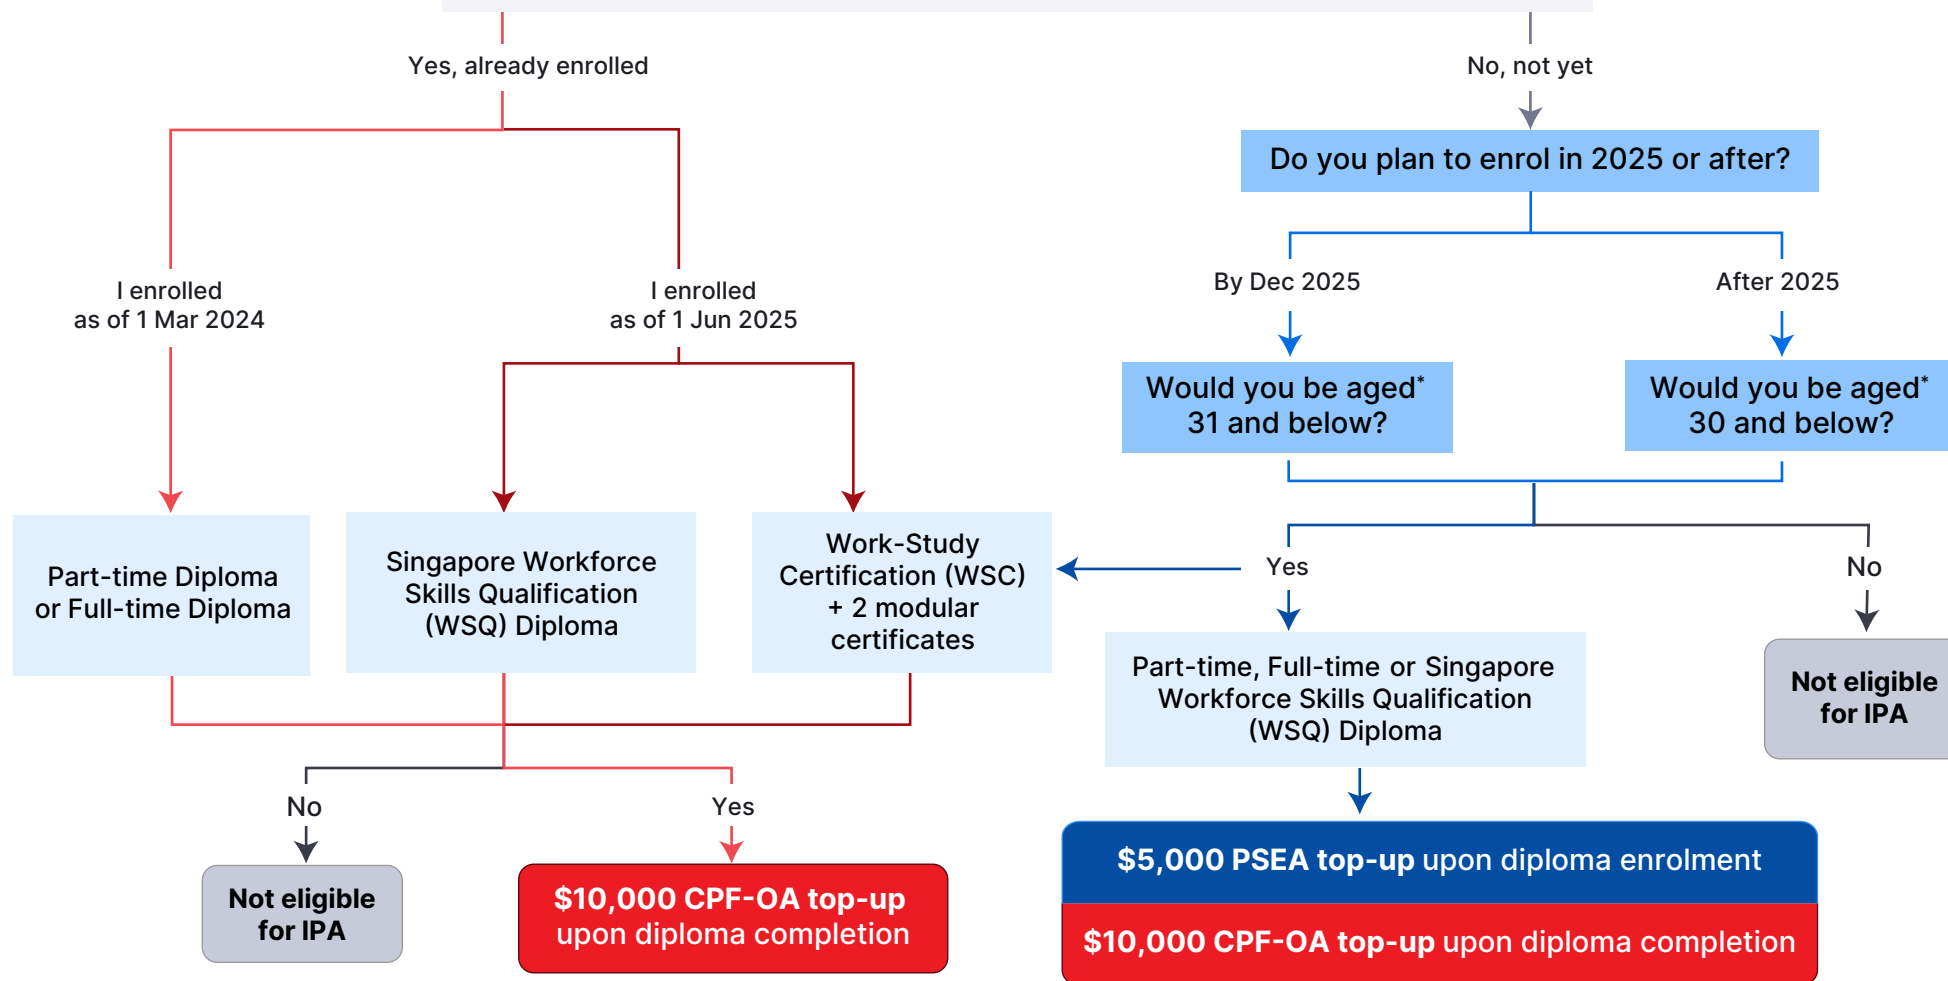 Yes, already enrolled
No, not yet
Do you plan to enrol in 2025 or after?
By Dec 2025
After 2025
I enrolled
as of 1 Mar 2024
I enrolled
as of 1 Jun 2025
Would you be aged*
31 and below?
Would you be aged*
30 and below?
Part-time Diploma
or Full-time Diploma
Singapore Workforce
Skills Qualification
(WSQ) Diploma
Work-Study
Certification (WSC)
+ 2 modular
certificates
Yes
No
Part-time, Full-time or Singapore
Workforce Skills Qualification
(WSQ) Diploma
Not eligible
for IPA
No
Yes
Not eligible
for IPA
$10,000 CPF-OA top-up
upon diploma completion
$5,000 PSEA top-up upon diploma enrolment
$10,000 CPF-OA top-up upon diploma completion